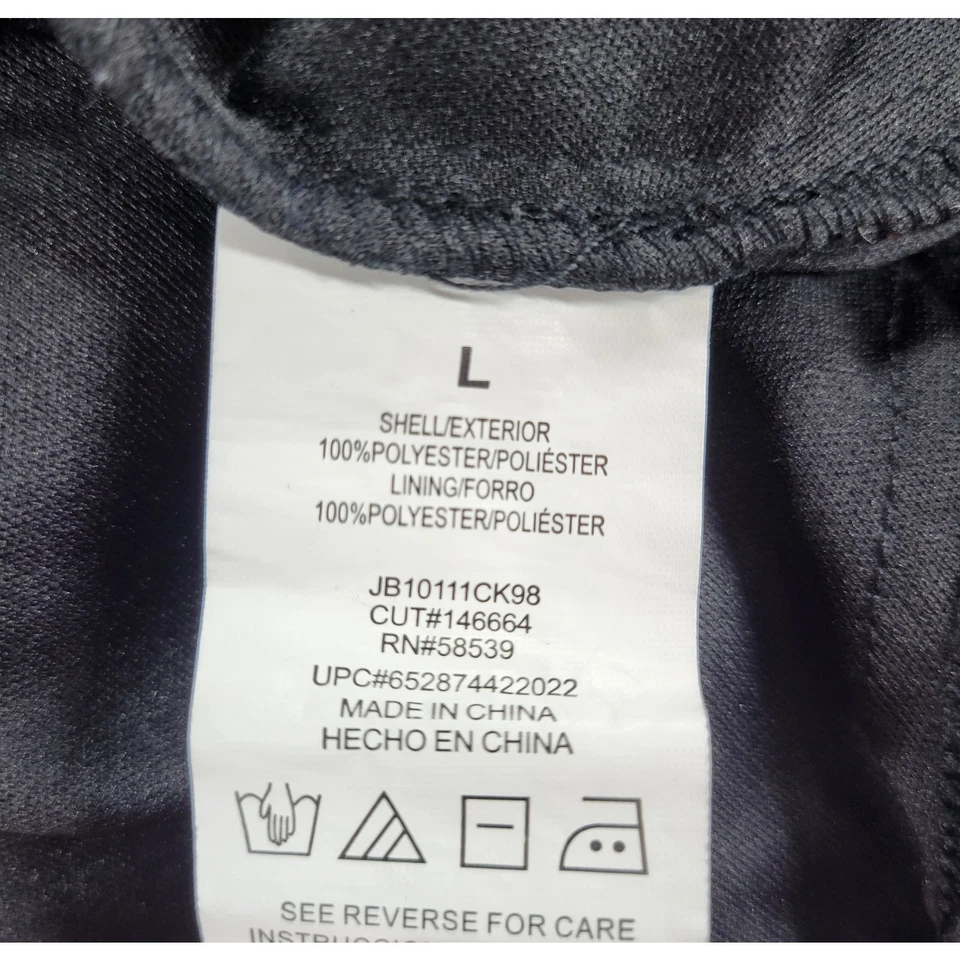 L
SHELL/EXTERIOR
100%POLYESTER/POLIÉSTER
LINING/FORRO
100%POLYESTER/POLIÉSTER
JB10111CK98
CUT#146664
RN#58539
UPC#652874422022
MADE IN CHINA
HECHO EN CHINA
SEE REVERSE FOR CARE